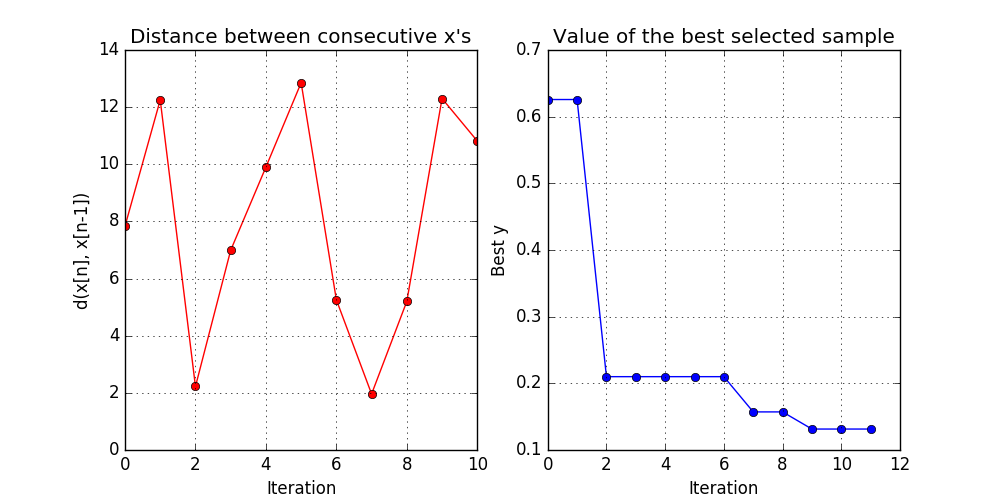 Distance between consecutive x's
14
12
10
8
6
4
2
0
d(x[n], x[n-1])
0 2 4 6 8 10
Iteration
Value of the best selected sample
0.7
0.6
0.5
0.4
0.3
0.2
0.1
Best y
0 2 4 6 8 10 12
Iteration